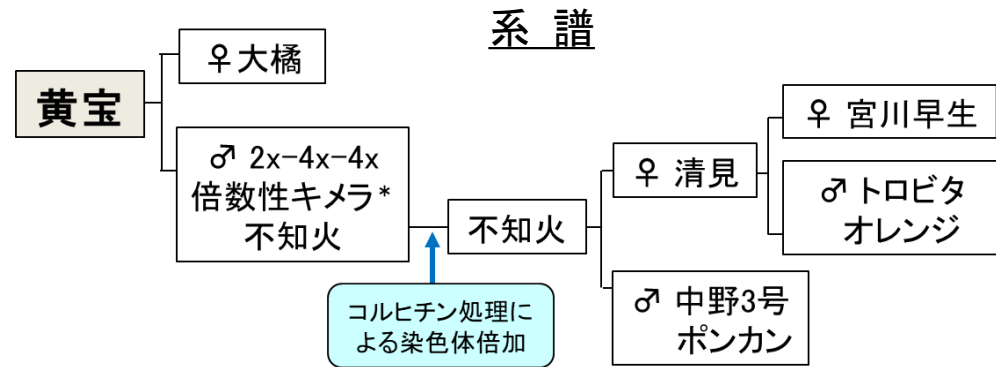 系 譜
黄宝
♀大橘
♂ 2x-4x-4x
倍数性キメラ*
不知火
コルヒチン処理に
よる染色体倍加
不知火
♀ 清見
♂ 中野3号
ポンカン
♀ 宮川早生
♂ トロビタ
オレンジ